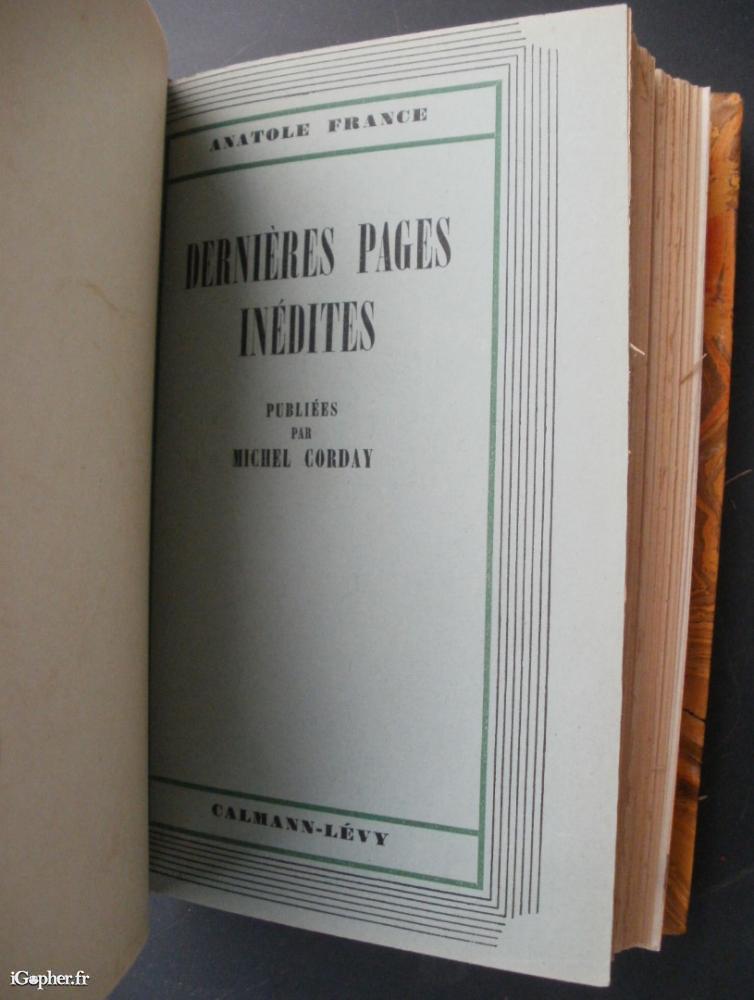 ANATOLE FRANCE
DERNIÈRES PAGES
INÉDITES
PUBLIÉES
PAR
MICHEL CORDAY
CALMANN-LÉVY
iGopher.fr